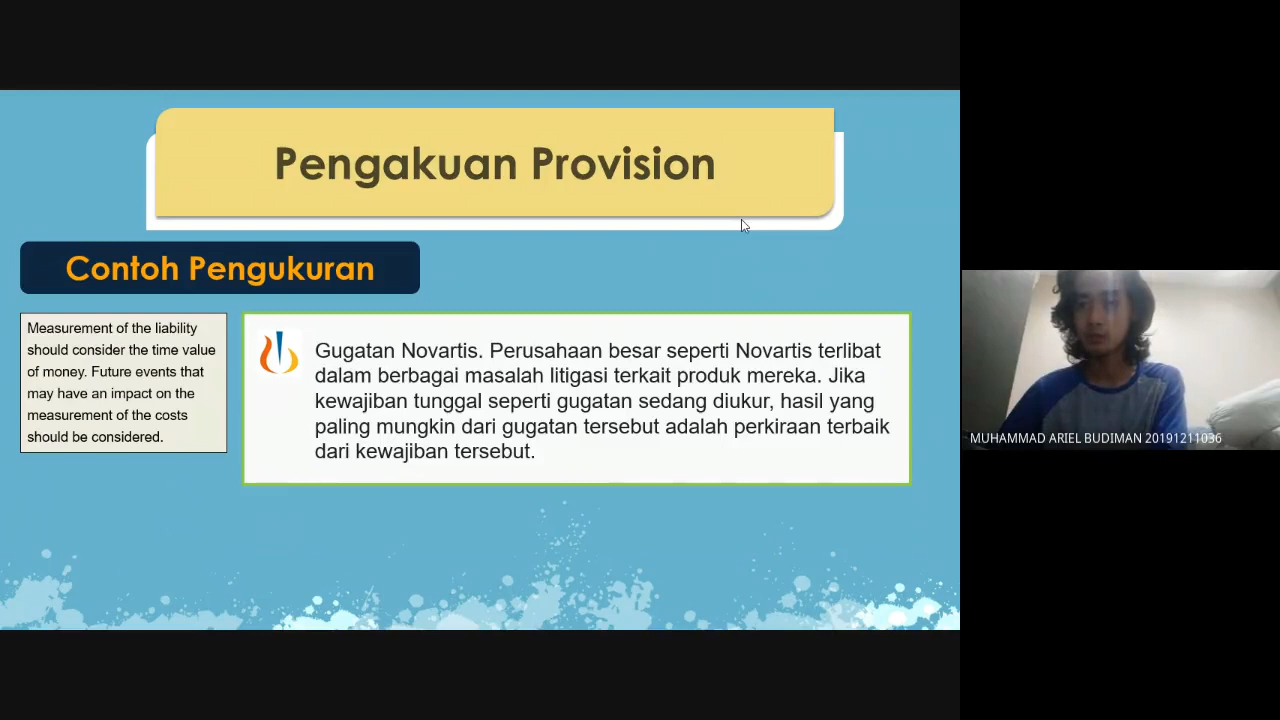 Pengakuan Provision
Contoh Pengukuran
Measurement of the liability
should consider the time value
of money. Future events that
may have an impact on the
measurement of the costs
should be considered.
Gugatan Novartis. Perusahaan besar seperti Novartis terlibat
dalam berbagai masalah litigasi terkait produk mereka. Jika
kewajiban tunggal seperti gugatan sedang diukur, hasil yang
paling mungkin dari gugatan tersebut adalah perkiraan terbaik
dari kewajiban tersebut.
MUHAMMAD ARIEL BUDIMAN 20191211036